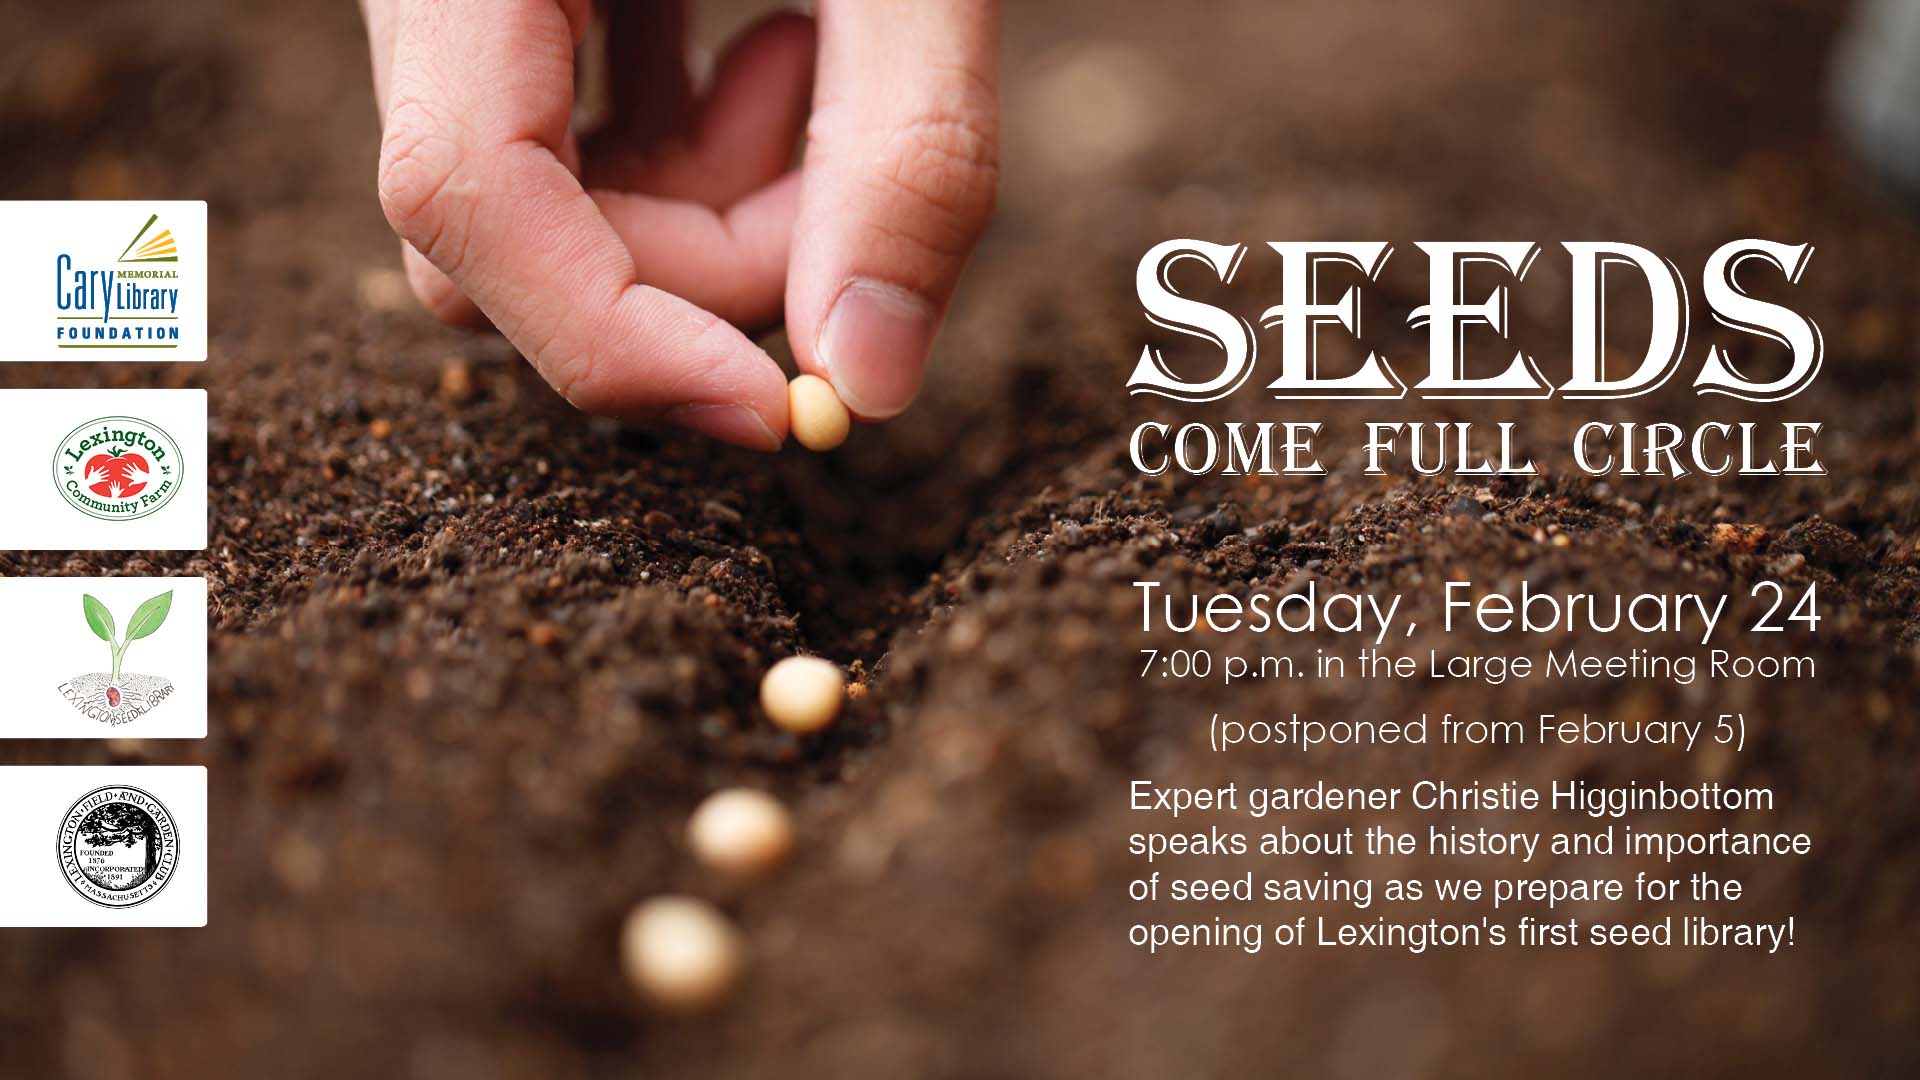 Cary MEMORIAL
Library
FOUNDATION
Lexington
Community Farm
LEXINGTON SEED LIBRARY
LEXINGTON·FIELD·AND·GARDEN·CLUB
FOUNDED
1876
INCORPORATED
1891
MASSACHUSETTS
SEEDS
COME FULL CIRCLE
Tuesday, February 24
7:00 p.m. in the Large Meeting Room
(postponed from February 5)
Expert gardener Christie Higginbottom
speaks about the history and importance
of seed saving as we prepare for the
opening of Lexington's first seed library!